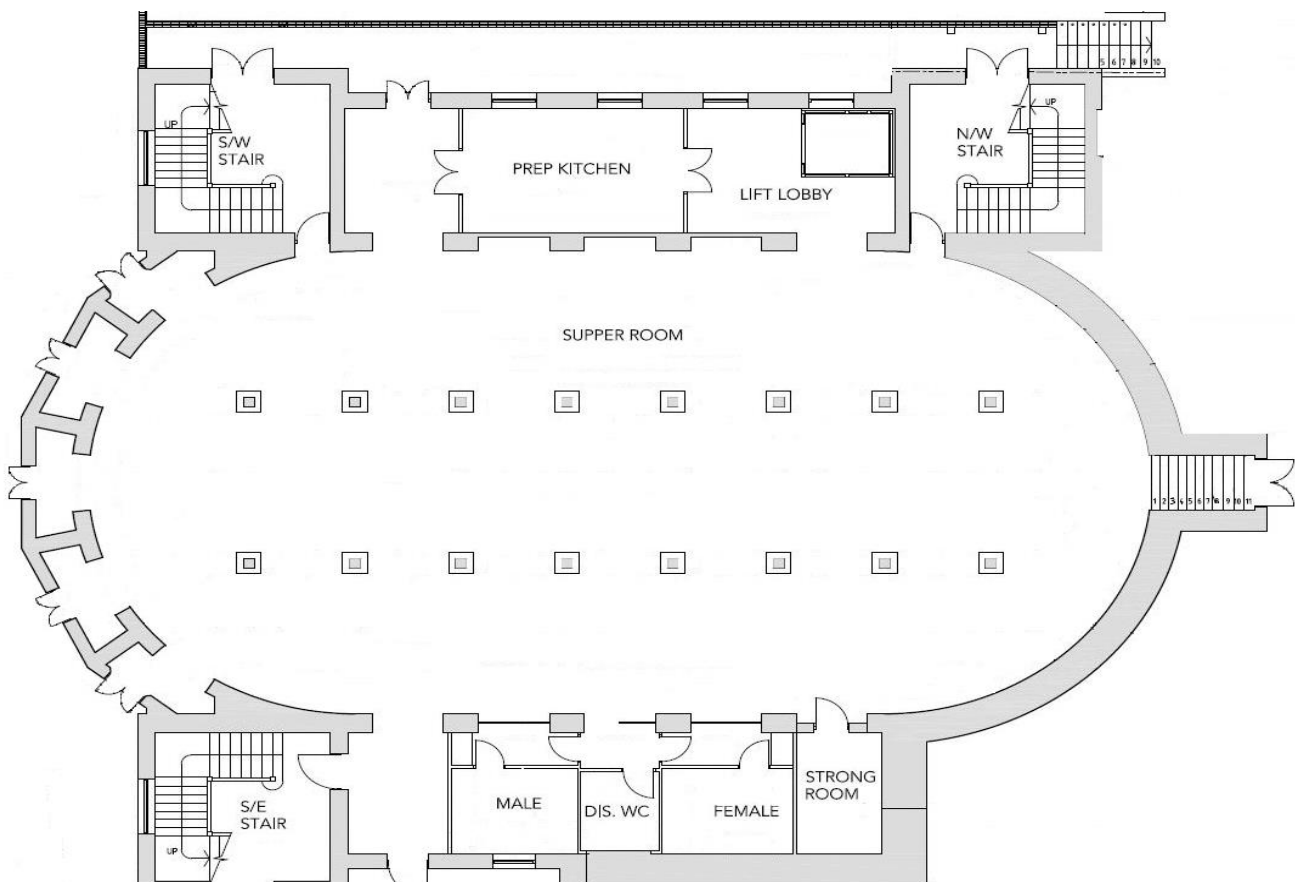 5 6 7 8 9 10
UP
S/W
STAIR
PREP KITCHEN
LIFT LOBBY
N/W
STAIR
UP
SUPPER ROOM
1 2 3 4 5 6 7 8 9 10 11
MALE
DIS. WC
FEMALE
STRONG
ROOM
S/E
STAIR
UP